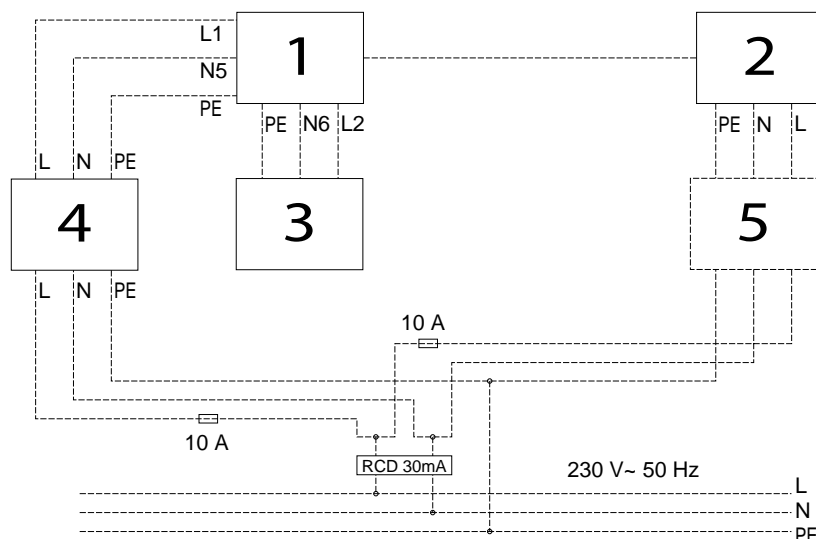 L1
1
2
N5
PE
PE N6 L2
PE N L
L N PE
4
3
5
L N PE
10 A
10 A
RCD 30mA
230 V~ 50 Hz
L
N
PE